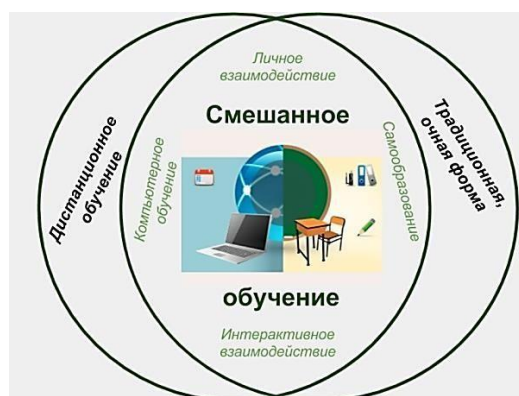 Личное
взаимодействие
Смешанное
Дистанционное
обучение
Компьютерное
обучение
Самообразование
Традиционная,
очная форма
обучение
Интерактивное
взаимодействие